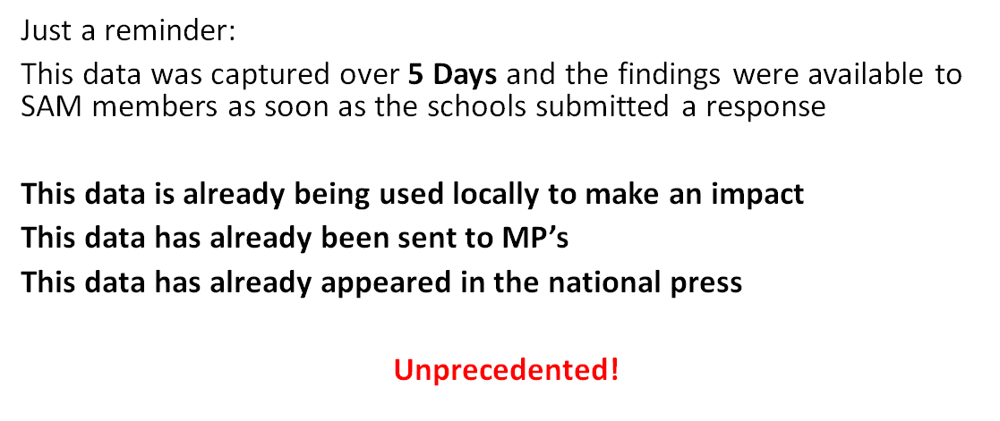 Just a reminder:
This data was captured over 5 Days and the findings were available to
SAM members as soon as the schools submitted a response
This data is already being used locally to make an impact
This data has already been sent to MP’s
This data has already appeared in the national press
Unprecedented!